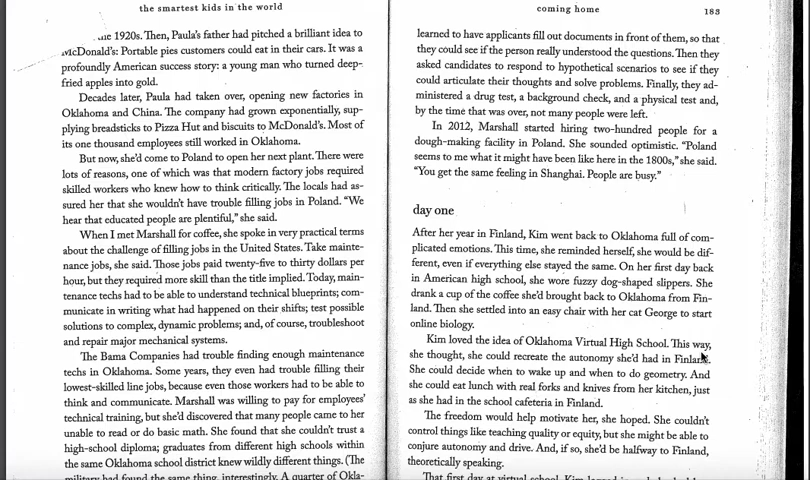 the smartest kids in the world
1920s. Then, Paula's father had pitched a brilliant idea to
McDonald's: Portable pies customers could eat in their cars. It was a
profoundly American success story: a young man who turned deep-
fried apples into gold.
Decades later, Paula had taken over, opening new factories in
Oklahoma and China. The company had grown exponentially, sup-
plying breadsticks to Pizza Hut and biscuits to McDonald's. Most of
its one thousand employees still worked in Oklahoma.
But now, she'd come to Poland to open her next plant. There were
lots of reasons, one of which was that modern factory jobs required
skilled workers who knew how to think critically. The locals had as-
sured her that she wouldn't have trouble filling jobs in Poland. "We
hear that educated people are plentiful," she said.
When I met Marshall for coffee, she spoke in very practical terms
about the challenge of filling jobs in the United States. Take mainte-
nance jobs, she said. Those jobs paid twenty-five to thirty dollars per
hour, but they required more skill than the title implied. Today, main-
tenance techs had to be able to understand technical blueprints; com-
municate in writing what had happened on their shifts; test possible
solutions to complex, dynamic problems; and, of course, troubleshoot
and repair major mechanical systems.
The Bama Companies had trouble finding enough maintenance
techs in Oklahoma. Some years, they even had trouble filling their
lowest-skilled line jobs, because even those workers had to be able to
think and communicate. Marshall was willing to pay for employees'
technical training, but she'd discovered that many people came to her
unable to read or do basic math. She found that she couldn't trust a
high-school diploma; graduates from different high schools within
the same Oklahoma school district knew wildly different things. (The
military had found the same thing, interestingly. A quarter of Okla-
coming home 183
learned to have applicants fill out documents in front of them, so that
they could see if the person really understood the questions. Then they
asked candidates to respond to hypothetical scenarios to see if they
could articulate their thoughts and solve problems. Finally, they ad-
ministered a drug test, a background check, and a physical test and,
by the time that was over, not many people were left.
In 2012, Marshall started hiring two-hundred people for a
dough-making facility in Poland. She sounded optimistic. "Poland
seems to me what it might have been like here in the 1800s," she said.
"You get the same feeling in Shanghai. People are busy."
day one
After her year in Finland, Kim went back to Oklahoma full of com-
plicated emotions. This time, she reminded herself, she would be dif-
ferent, even if everything else stayed the same. On her first day back
in American high school, she wore fuzzy dog-shaped slippers. She
drank a cup of the coffee she'd brought back to Oklahoma from Fin-
land. Then she settled into an easy chair with her cat George to start
online biology.
Kim loved the idea of Oklahoma Virtual High School. This way,
she thought, she could recreate the autonomy she'd had in Finland.
She could decide when to wake up and when to do geometry. And
she could eat lunch with real forks and knives from her kitchen, just
as she had in the school cafeteria in Finland.
The freedom would help motivate her, she hoped. She couldn't
control things like teaching quality or equity, but she might be able to
conjure autonomy and drive. And, if so, she'd be halfway to Finland,
theoretically speaking.
That first day at virtual school, Kim